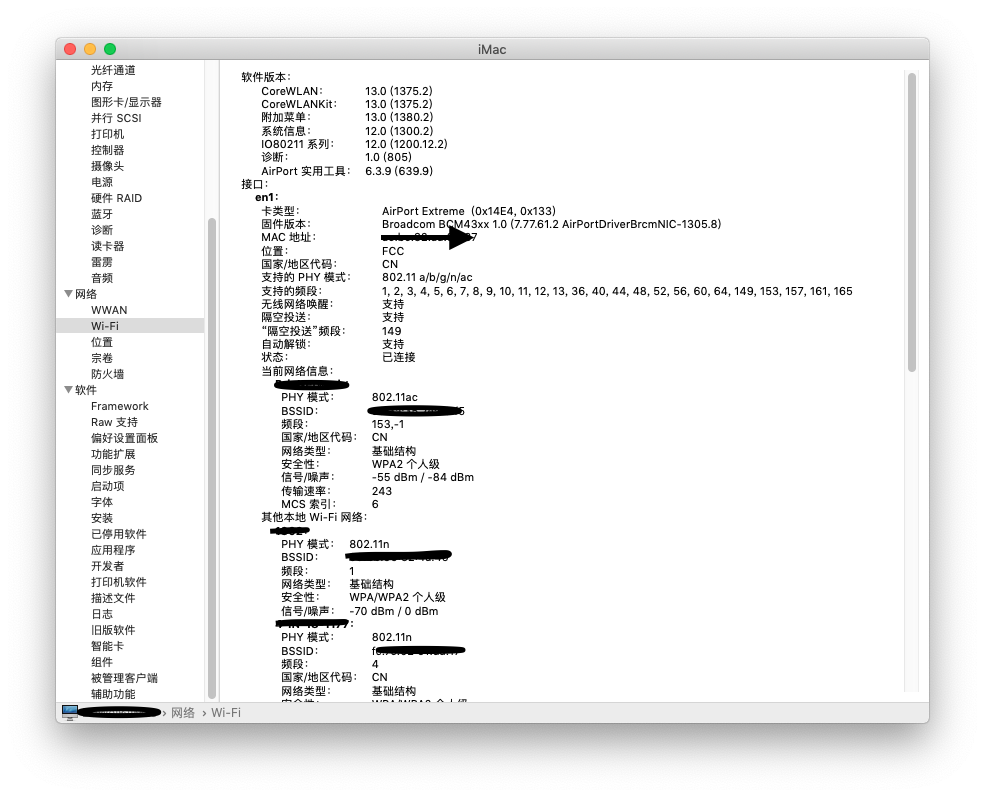 iMac
光纤通道
内存
图形卡/显示器
并行 SCSI
打印机
控制器
摄像头
电源
硬件 RAID
蓝牙
诊断
读卡器
雷雳
音频
网络
WWAN
Wi-Fi
位置
宗卷
防火墙
软件
Framework
Raw 支持
偏好设置面板
功能扩展
同步服务
启动项
字体
安装
已停用软件
应用程序
开发者
打印机软件
描述文件
日志
旧版软件
智能卡
组件
被管理客户端
辅助功能
软件版本：
CoreWLAN： 13.0 (1375.2)
CoreWLANKit： 13.0 (1375.2)
附加菜单： 13.0 (1380.2)
系统信息： 12.0 (1300.2)
IO80211 系列： 12.0 (1200.12.2)
诊断： 1.0 (805)
AirPort 实用工具： 6.3.9 (639.9)
接口：
en1：
卡类型： AirPort Extreme  (0x14E4, 0x133)
固件版本： Broadcom BCM43xx 1.0 (7.77.61.2 AirPortDriverBrcmNIC-1305.8)
MAC 地址：
位置： FCC
国家/地区代码： CN
支持的 PHY 模式： 802.11 a/b/g/n/ac
支持的频段： 1, 2, 3, 4, 5, 6, 7, 8, 9, 10, 11, 12, 13, 36, 40, 44, 48, 52, 56, 60, 64, 149, 153, 157, 161, 165
无线网络唤醒： 支持
隔空投送： 支持
“隔空投送”频段： 149
自动解锁： 支持
状态： 已连接
当前网络信息：
PHY 模式： 802.11ac
BSSID：
频段： 153,-1
国家/地区代码： CN
网络类型： 基础结构
安全性： WPA2 个人级
信号/噪声： -55 dBm / -84 dBm
传输速率： 243
MCS 索引： 6
其他本地 Wi-Fi 网络：
PHY 模式： 802.11n
BSSID：
频段： 1
网络类型： 基础结构
安全性： WPA/WPA2 个人级
信号/噪声： -70 dBm / 0 dBm
PHY 模式： 802.11n
BSSID：
频段： 4
国家/地区代码： CN
网络类型： 基础结构
安全性： WPA/WPA2 个人级
› 网络 › Wi-Fi